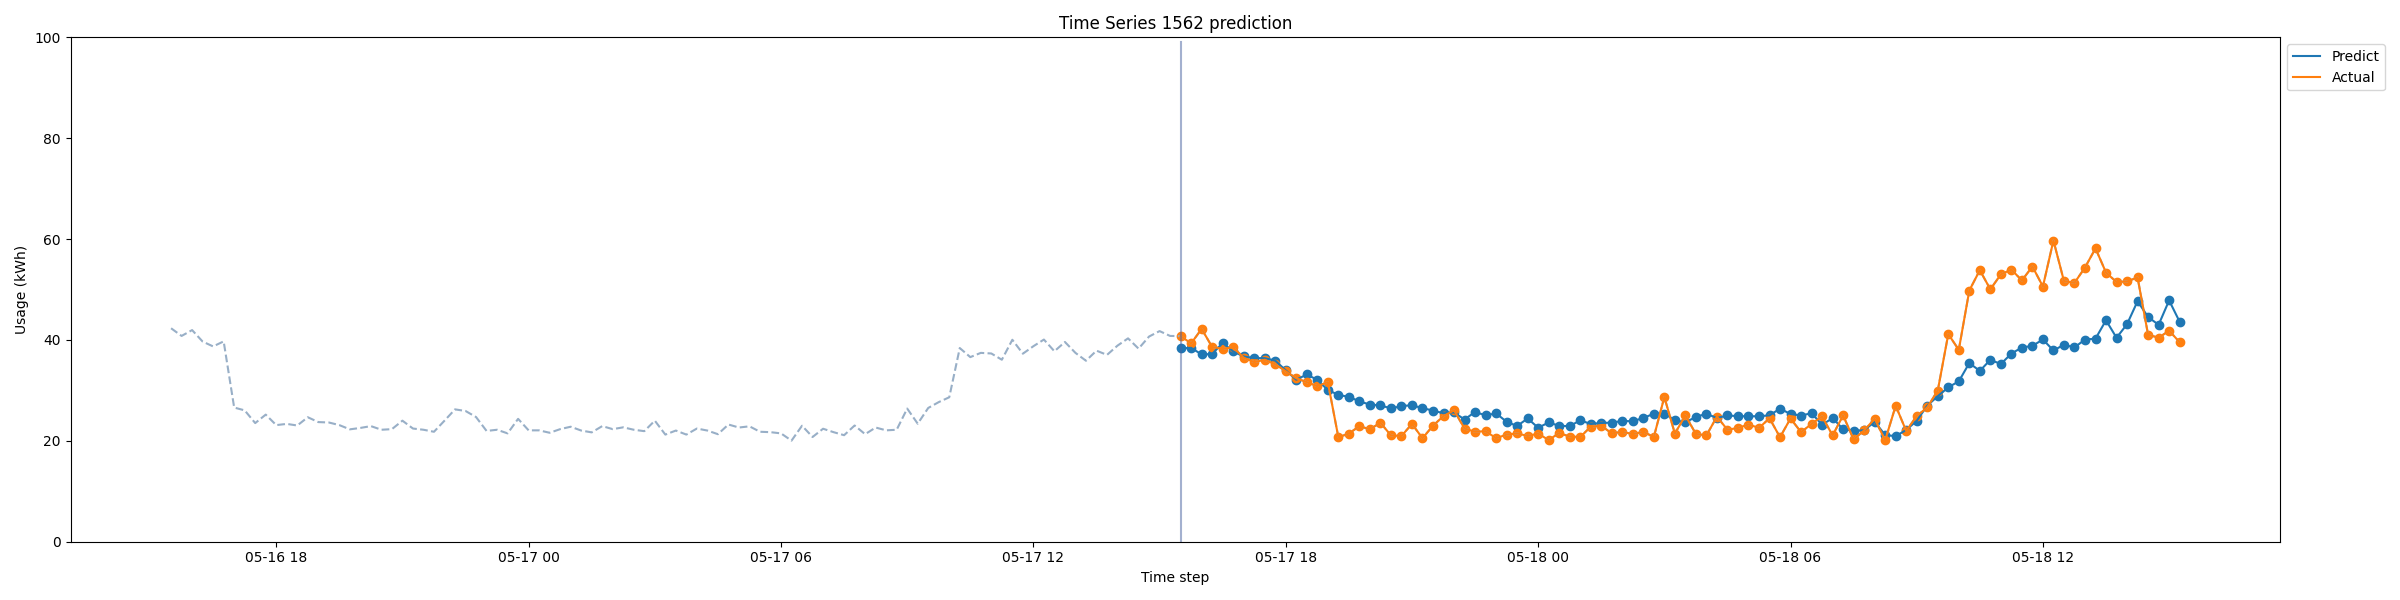 Time Series 1562 prediction
Usage (kWh)
100
80
60
40
20
0
05-16 18
05-17 00
05-17 06
05-17 12
05-17 18
05-18 00
05-18 06
05-18 12
Time step
Predict
Actual